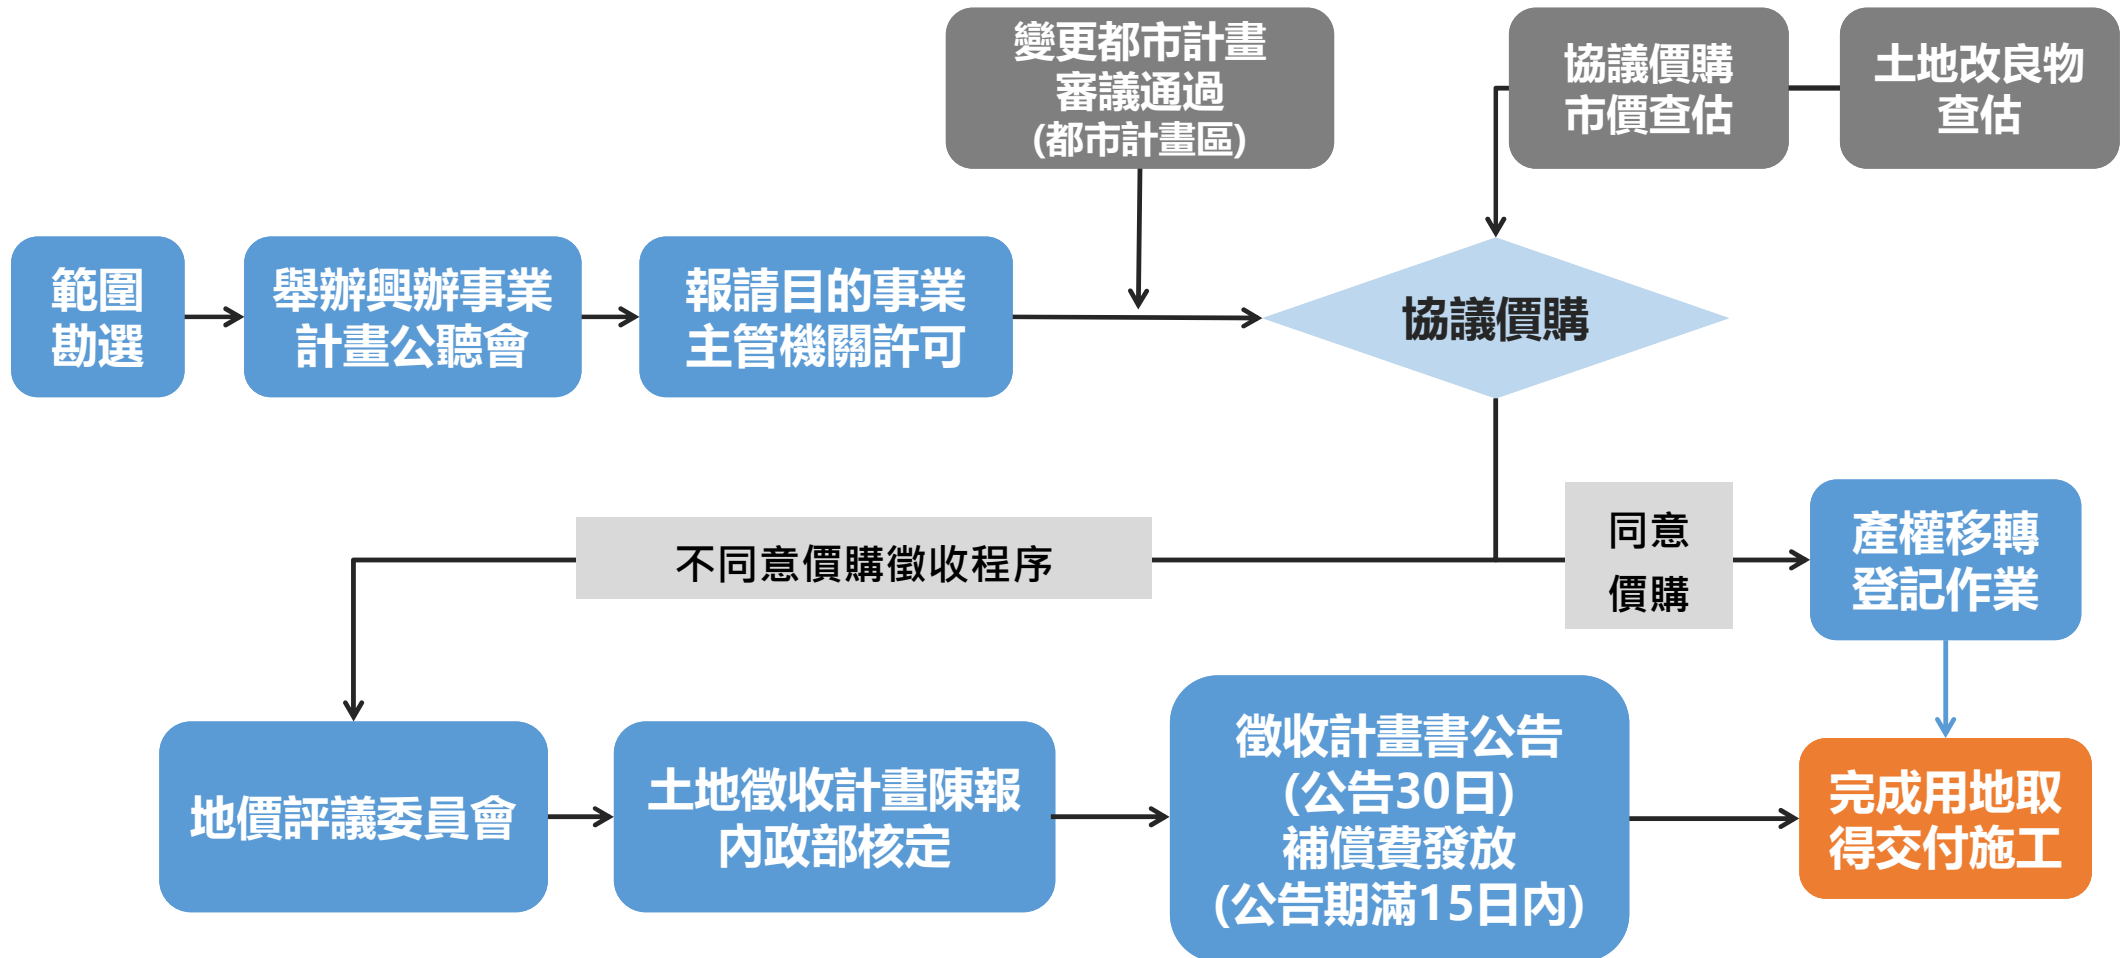 變更都市計畫
審議通過
(都市計畫區)
協議價購
市價查估
土地改良物
查估
範圍
勘選
舉辦興辦事業
計畫公聽會
報請目的事業
主管機關許可
協議價購
不同意價購徵收程序
同意
價購
產權移轉
登記作業
地價評議委員會
土地徵收計畫陳報
內政部核定
徵收計畫書公告
(公告30日)
補償費發放
(公告期滿15日內)
完成用地取
得交付施工